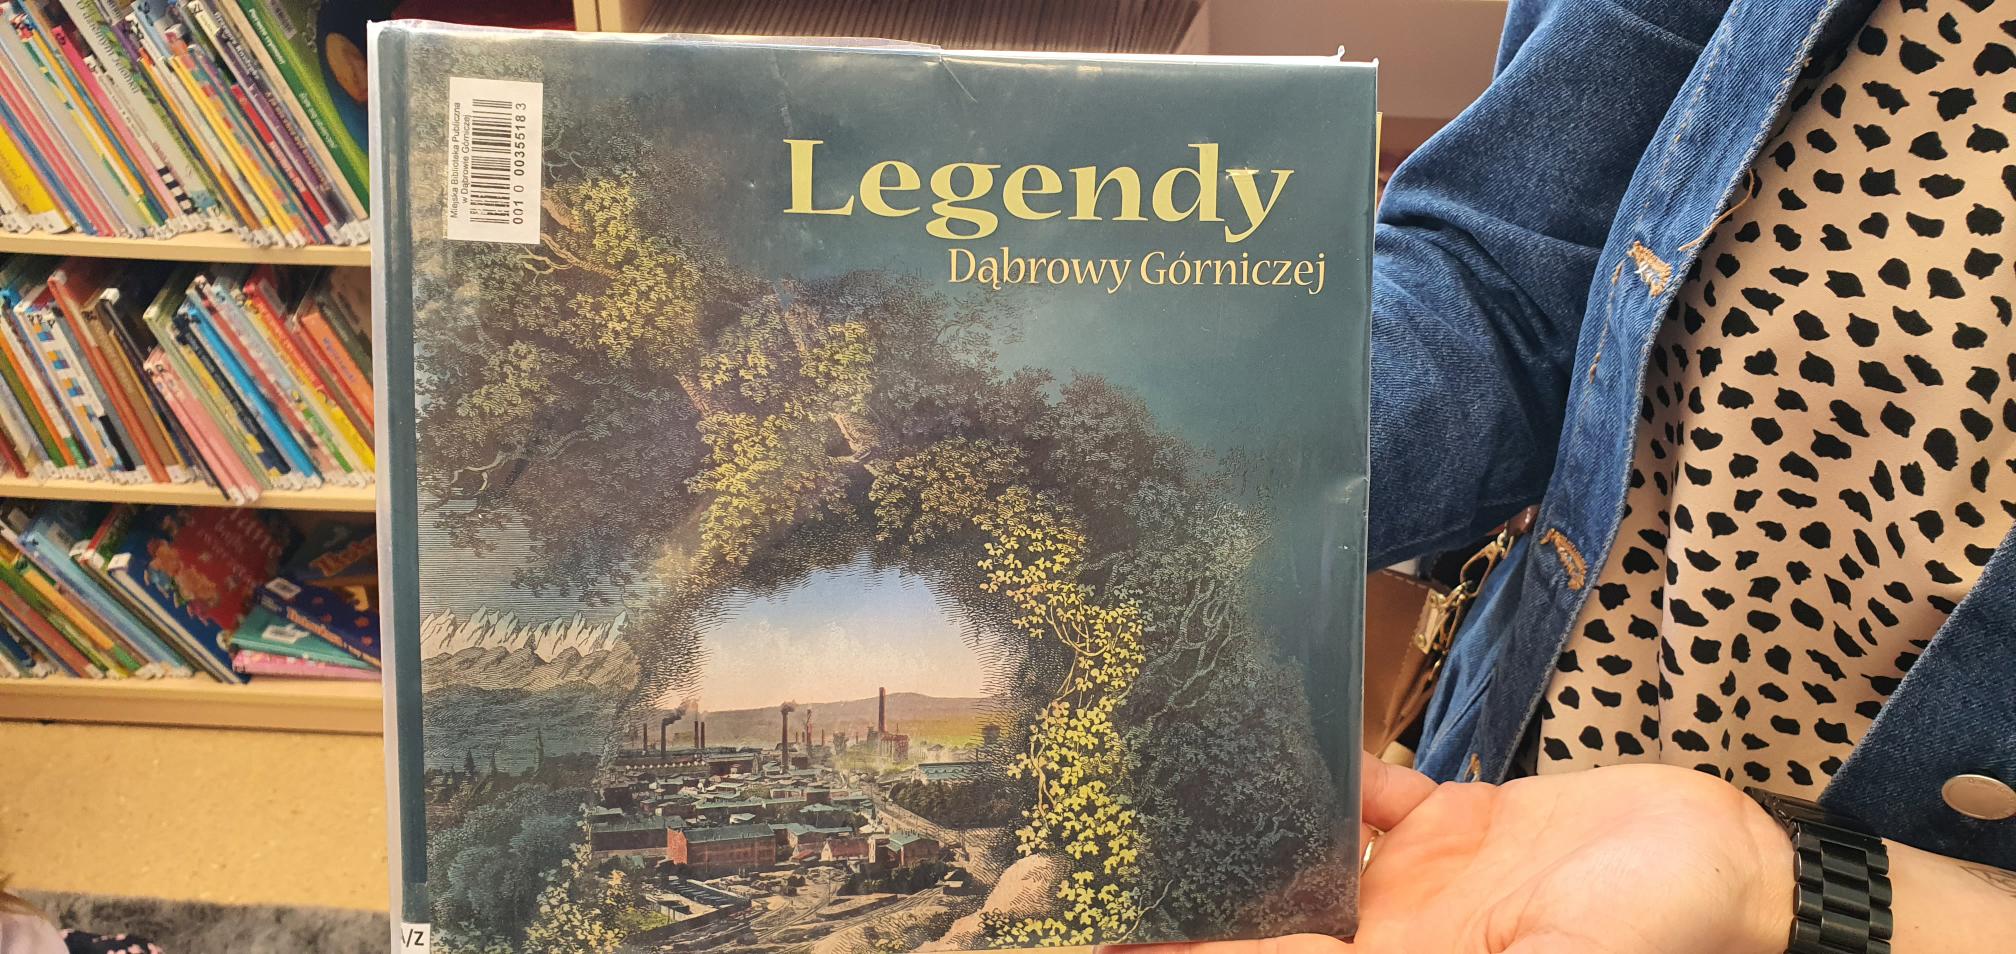 Miejska Biblioteka Publiczna
w Dąbrowie Górniczej
001 0 00355183
Legendy
Dąbrowy Górniczej
A/Z